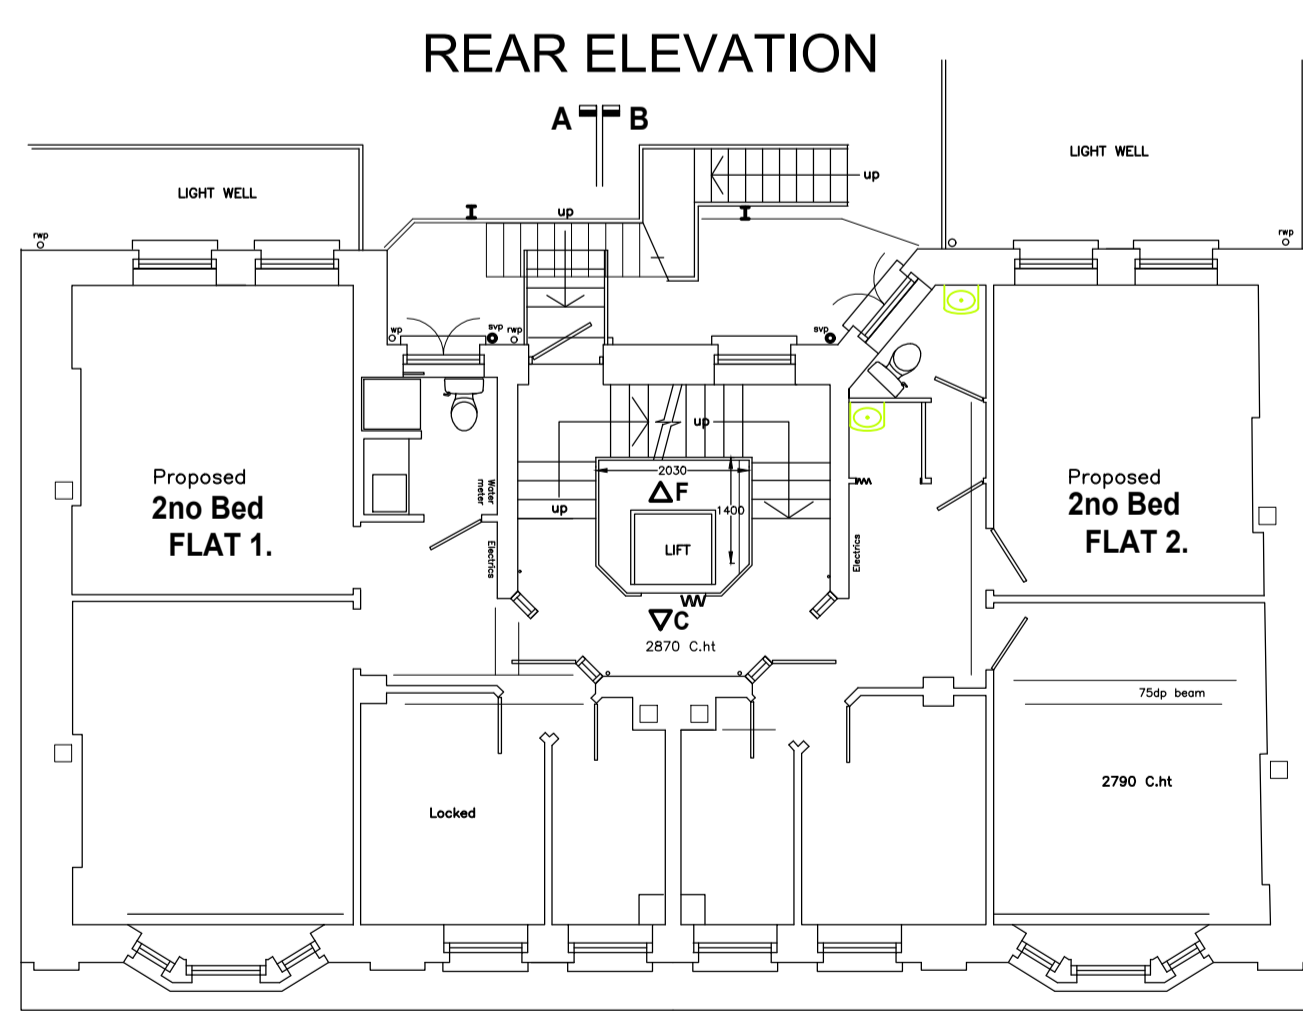 REAR ELEVATION
A B
LIGHT WELL
LIGHT WELL
up
up
rwp
rwp
wp
svp
rwp
svp
up
up
2030
F
1400
LIFT
C
2870 C.ht
Proposed
2no Bed
FLAT 1.
Water
meter
Electrics
Electrics
Proposed
2no Bed
FLAT 2.
75dp beam
2790 C.ht
Locked